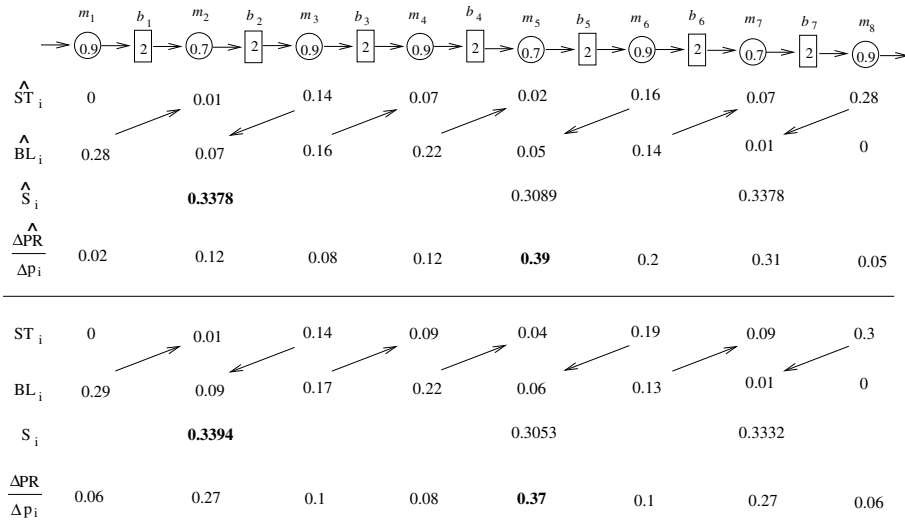 m1 b1 m2 b2 m3 b3 m4 b4 m5 b5 m6 b6 m7 b7 m8
0.9 2 0.7 2 0.9 2 0.9 2 0.7 2 0.9 2 0.7 2 0.9
ŜT i 0 0.01 0.14 0.07 0.02 0.16 0.07 0.28
B̂L i 0.28 0.07 0.16 0.22 0.05 0.14 0.01 0
Ŝ i 0.3378 0.3089 0.3378
ΔP̂R
Δp i 0.02 0.12 0.08 0.12 0.39 0.2 0.31 0.05
ST i 0 0.01 0.14 0.09 0.04 0.19 0.09 0.3
BL i 0.29 0.09 0.17 0.22 0.06 0.13 0.01 0
S i 0.3394 0.3053 0.3332
ΔPR
Δp i 0.06 0.27 0.1 0.08 0.37 0.1 0.27 0.06